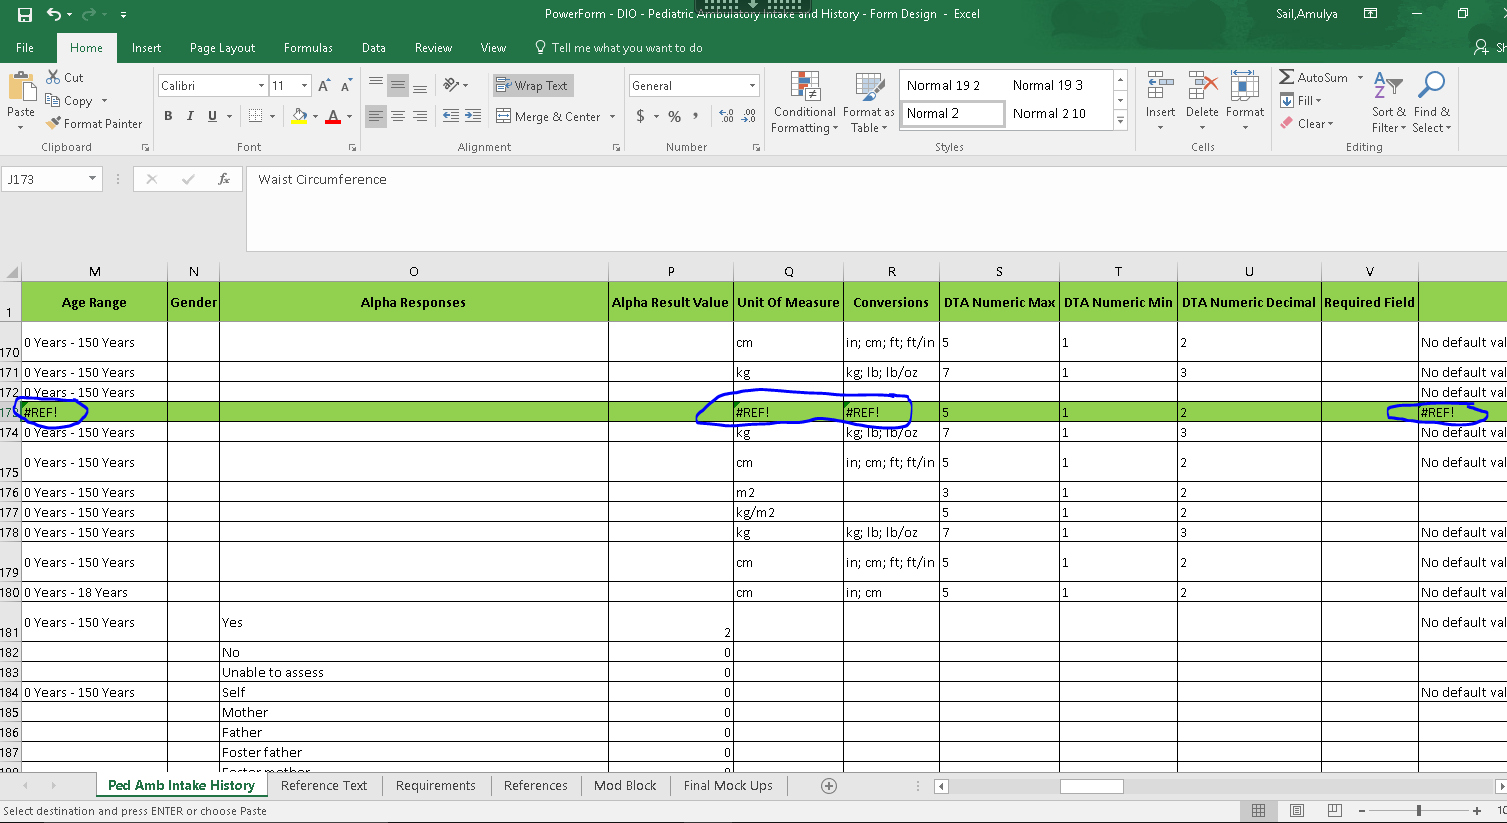 PowerForm - DIO - Pediatric Ambulatory Intake and History - Form Design - Excel
Sail,Amulya
File Home Insert Page Layout Formulas Data Review View Tell me what you want to do
Cut
Copy
Format Painter
Paste
Clipboard
Calibri 11
B I U
Font
Wrap Text
Merge & Center
Alignment
General
$ % ,
Number
Conditional Formatting
Format as Table
Normal 19 2 Normal 19 3
Normal 2 Normal 2 10
Styles
Insert Delete Format
Cells
AutoSum
Fill
Clear
Sort & Filter
Find & Select
Editing
J173 fx Waist Circumference
M N O P Q R S T U V
1 Age Range Gender Alpha Responses Alpha Result Value Unit Of Measure Conversions DTA Numeric Max DTA Numeric Min DTA Numeric Decimal Required Field
170 0 Years - 150 Years cm in; cm; ft; ft/in 5 1 2 No default val
171 0 Years - 150 Years kg kg; lb; lb/oz 7 1 3 No default val
172 0 Years - 150 Years No default val
#REF! #REF! #REF! 5 1 2 #REF!
174 0 Years - 150 Years kg kg; lb; lb/oz 7 1 3 No default val
175 0 Years - 150 Years cm in; cm; ft; ft/in 5 1 2 No default val
176 0 Years - 150 Years m2 3 1 2
177 0 Years - 150 Years kg/m2 5 1 2
178 0 Years - 150 Years kg kg; lb; lb/oz 7 1 3 No default val
179 0 Years - 150 Years cm in; cm; ft; ft/in 5 1 2 No default val
180 0 Years - 18 Years cm in; cm 5 1 2 No default val
181 0 Years - 150 Years Yes 2 No default val
182 No 0
183 Unable to assess 0
184 0 Years - 150 Years Self 0 No default val
185 Mother 0
186 Father 0
187 Foster father 0
Foster mother
Ped Amb Intake History Reference Text Requirements References Mod Block Final Mock Ups
Select destination and press ENTER or choose Paste